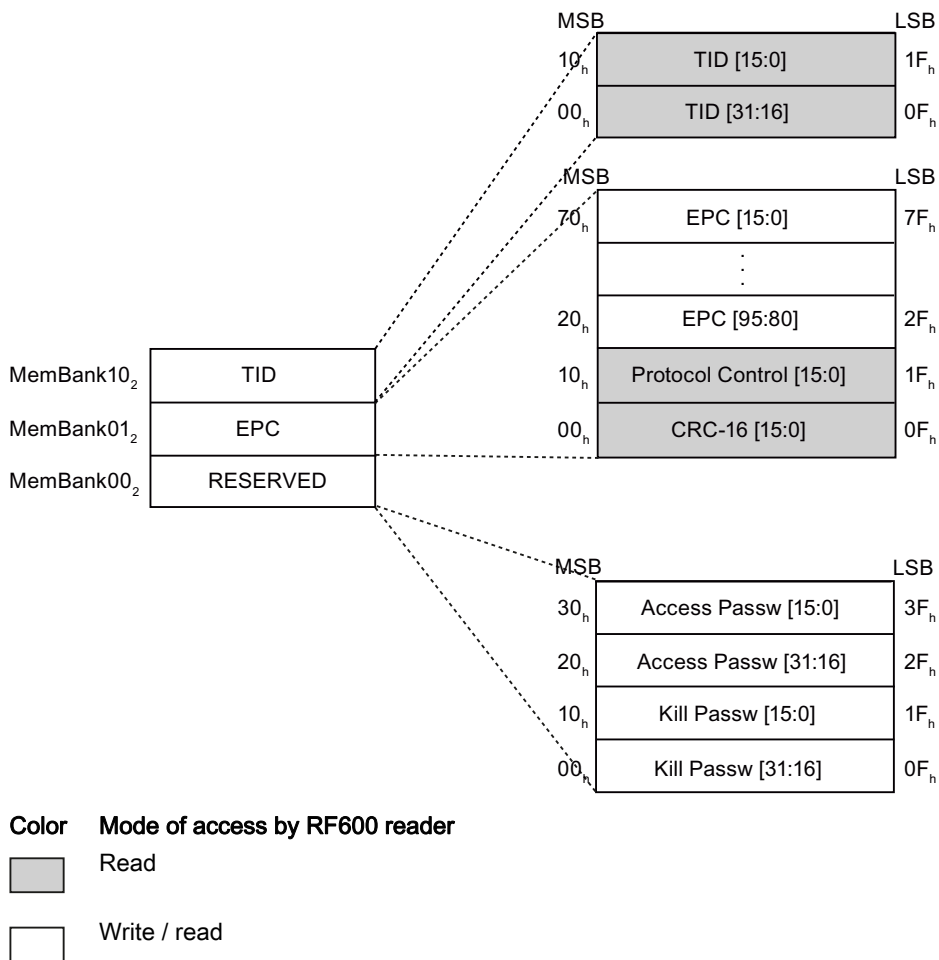 MSB LSB
10h TID [15:0] 1Fh
00h TID [31:16] 0Fh
MSB LSB
70h EPC [15:0] 7Fh
20h EPC [95:80] 2Fh
10h Protocol Control [15:0] 1Fh
00h CRC-16 [15:0] 0Fh
MemBank10₂ TID
MemBank01₂ EPC
MemBank00₂ RESERVED
MSB LSB
30h Access Passw [15:0] 3Fh
20h Access Passw [31:16] 2Fh
10h Kill Passw [15:0] 1Fh
00h Kill Passw [31:16] 0Fh
Color Mode of access by RF600 reader
Read
Write / read